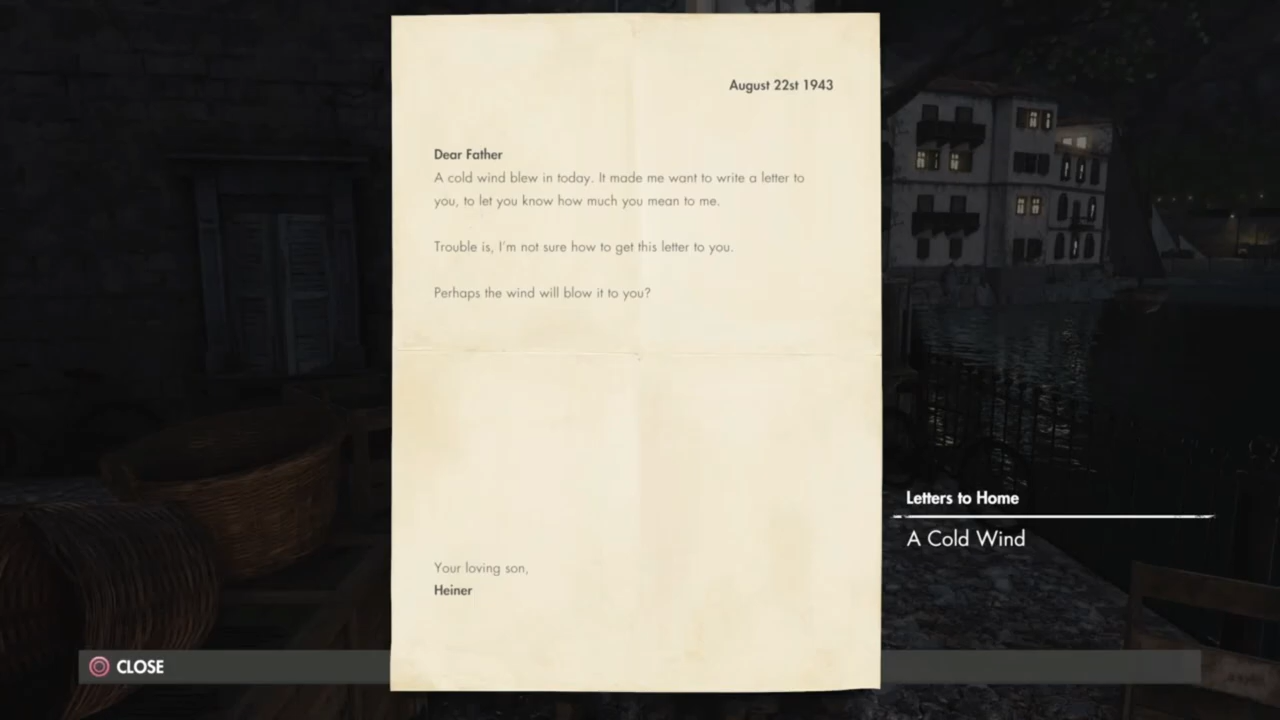 August 22st 1943
Dear Father
A cold wind blew in today. It made me want to write a letter to
you, to let you know how much you mean to me.
Trouble is, I'm not sure how to get this letter to you.
Perhaps the wind will blow it to you?
Your loving son,
Heiner
Letters to Home
A Cold Wind
CLOSE